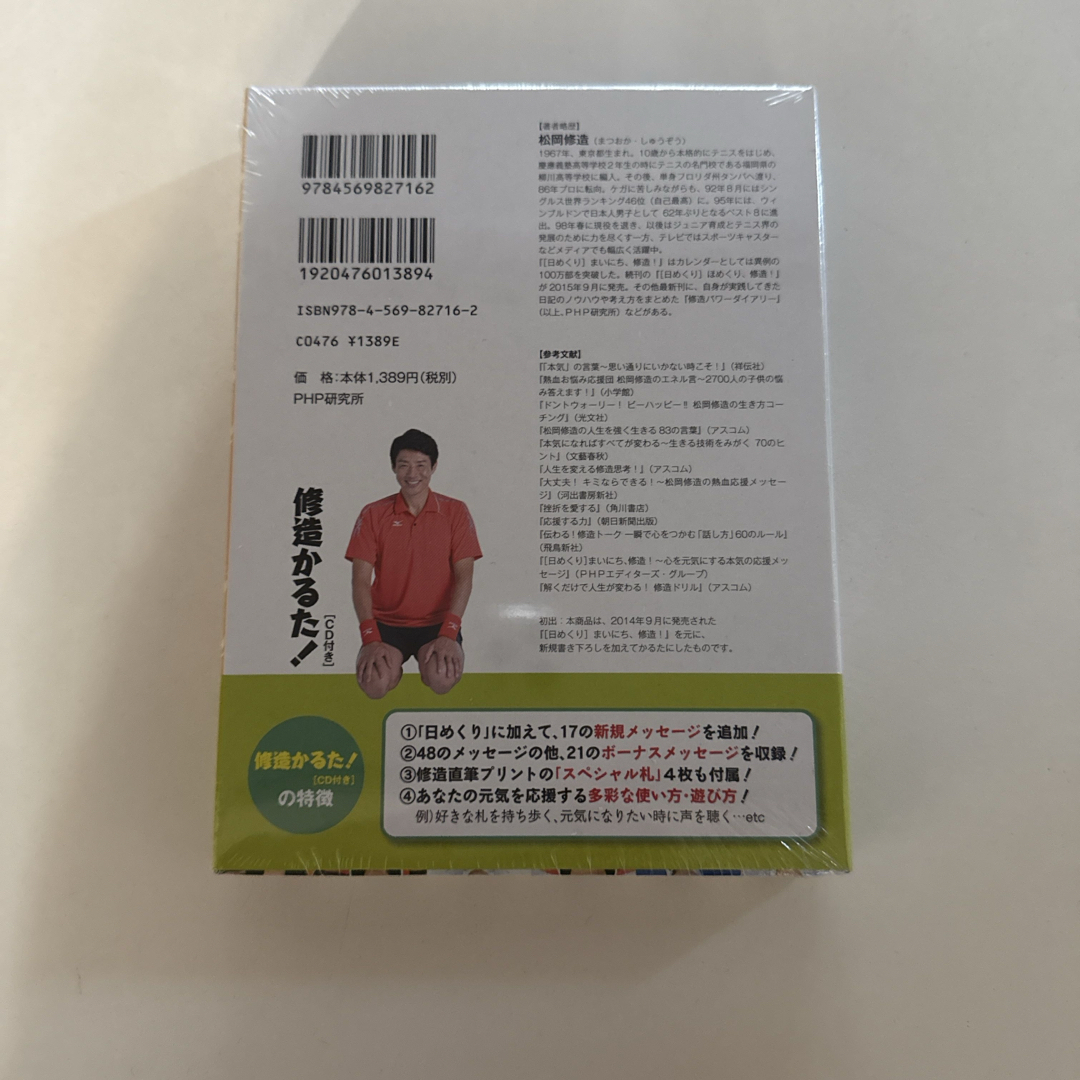 9784569827162
1920476013894
ISBN978-4-569-82716-2
C0476 ¥1389E
価 格:本体1,389円(税別)
PHP研究所
【著者略歴】
松岡修造（まつおか・しゅうぞう）
1967年、東京都生まれ。10歳から本格的にテニスをはじめ、
慶應義塾高等学校2年生の時にテニスの名門校である福岡県の
柳川高等学校に編入。その後、単身フロリダ州タンパへ渡り、
86年プロに転向。ケガに苦しみながらも、92年8月にはシン
グルス世界ランキング46位（自己最高）に。95年には、ウィ
ンブルドンで日本人男子として 62年ぶりとなるベスト8に進
出。98年春に現役を退き、以後はジュニア育成とテニス界の
発展のために力を尽くす一方、テレビではスポーツキャスター
などメディアでも幅広く活躍中。
『[日めくり] まいにち、修造！』はカレンダーとしては異例の
100万部を突破した。続刊の『[日めくり] ほめくり、修造！』
が 2015年9月に発売。その他最新刊に、自身が実践してきた
日記のノウハウや考え方をまとめた『修造パワーダイアリー』
（以上、PHP研究所）などがある。
【参考文献】
『「本気」の言葉～思い通りにいかない時こそ！』（祥伝社）
『熱血お悩み応援団 松岡修造のエネル言～2700人の子供の悩
み答えます！』（小学館）
『ドントウォーリー！ ビーハッピー!! 松岡修造の生き方コー
チング』（光文社）
『松岡修造の人生を強く生きる 83の言葉』（アスコム）
『本気になればすべてが変わる～生きる技術をみがく 70のヒ
ント』（文藝春秋）
『人生を変える修造思考！』（アスコム）
『大丈夫！ キミならできる！～松岡修造の熱血応援メッセー
ジ』（河出書房新社）
『挫折を愛する』（角川書店）
『応援する力』（朝日新聞出版）
『伝わる！修造トーク 一瞬で心をつかむ「話し方」60のルール』
（飛鳥新社）
『[日めくり]まいにち、修造！～心を元気にする本気の応援メッ
セージ』（PHPエディターズ・グループ）
『解くだけで人生が変わる！ 修造ドリル』（アスコム）
初出：本商品は、2014年9月に発売された
『[日めくり] まいにち、修造！』を元に、
新規書き下ろしを加えてかるたにしたものです。
修造かるた！
[CD付き]
修造かるた！
[CD付き]
の特徴
①「日めくり」に加えて、17の新規メッセージを追加！
②48のメッセージの他、21のボーナスメッセージを収録！
③修造直筆プリントの「スペシャル札」4枚も付属！
④あなたの元気を応援する多彩な使い方・遊び方！
例)好きな札を持ち歩く、元気になりたい時に声を聴く…etc